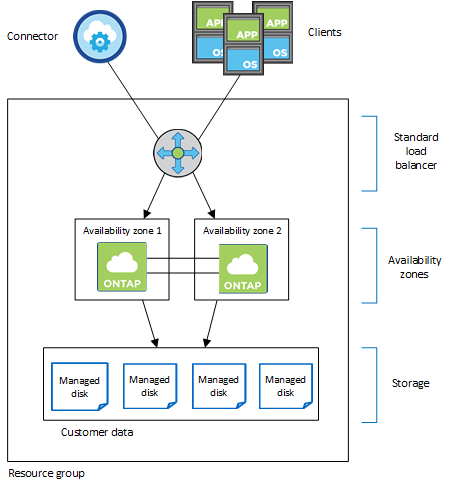 Connector
Clients
APP
APP
APP
OS
OS
OS
Standard
load
balancer
Availability zone 1
Availability zone 2
ONTAP
ONTAP
Availability
zones
Managed
disk
Managed
disk
Managed
disk
Managed
disk
Storage
Customer data
Resource group